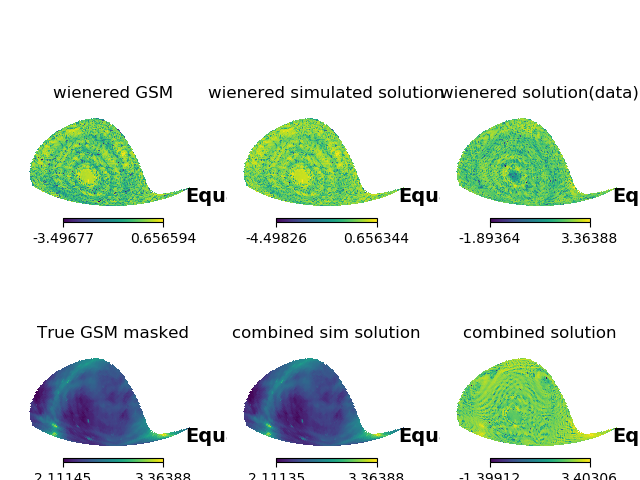 wienered GSM
wienered simulated solution
wienered solution(data)
Equ
Equ
Eq
-3.49677 0.656594
-4.49826 0.656344
-1.89364 3.36388
True GSM masked
combined sim solution
combined solution
Equ
Equ
Eq
2.11145 3.36388
2.11135 3.36388
-1.39912 3.40306